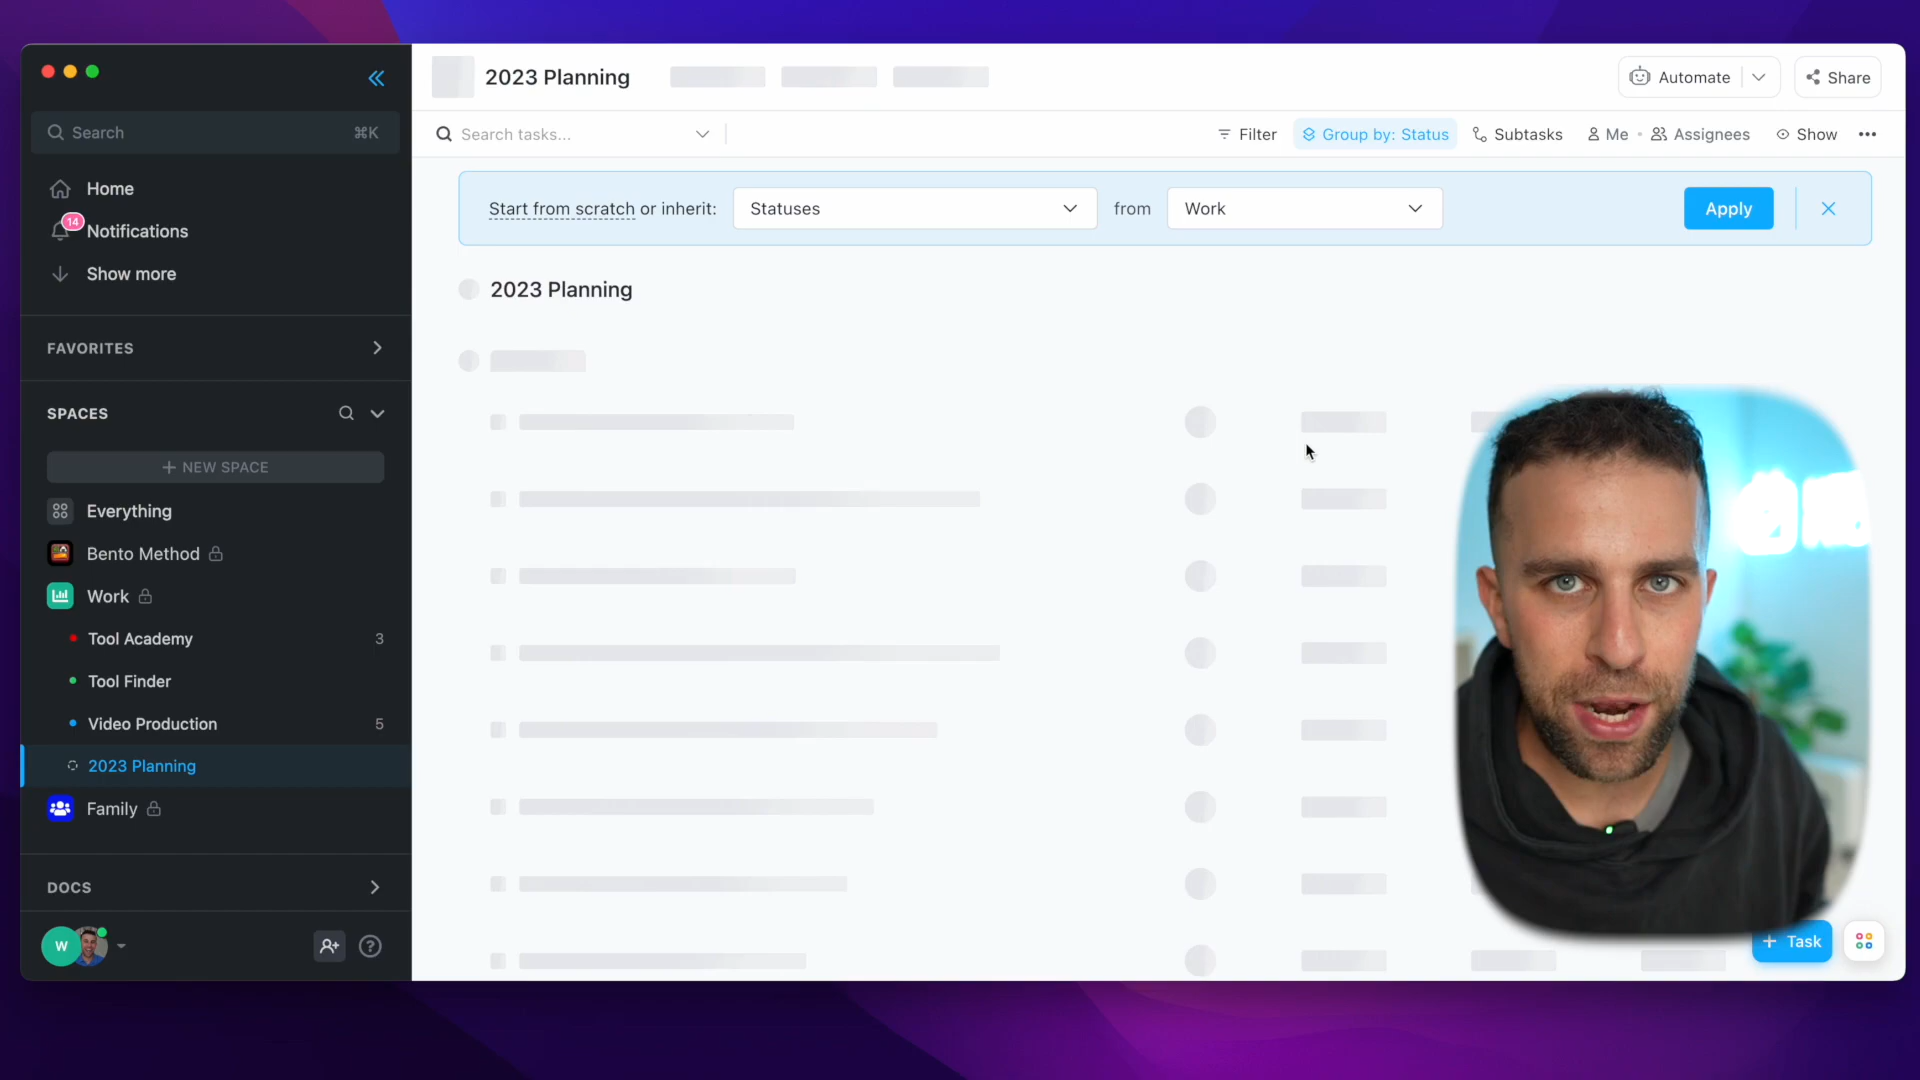 2023 Planning
Automate
Share
Search
⌘K
Search tasks...
Filter
Group by: Status
Subtasks
Me
Assignees
Show
Home
14
Notifications
Show more
Start from scratch or inherit:
Statuses
from
Work
Apply
2023 Planning
FAVORITES
SPACES
+ NEW SPACE
Everything
Bento Method
Work
Tool Academy 3
Tool Finder
Video Production 5
2023 Planning
Family
DOCS
W
+ Task